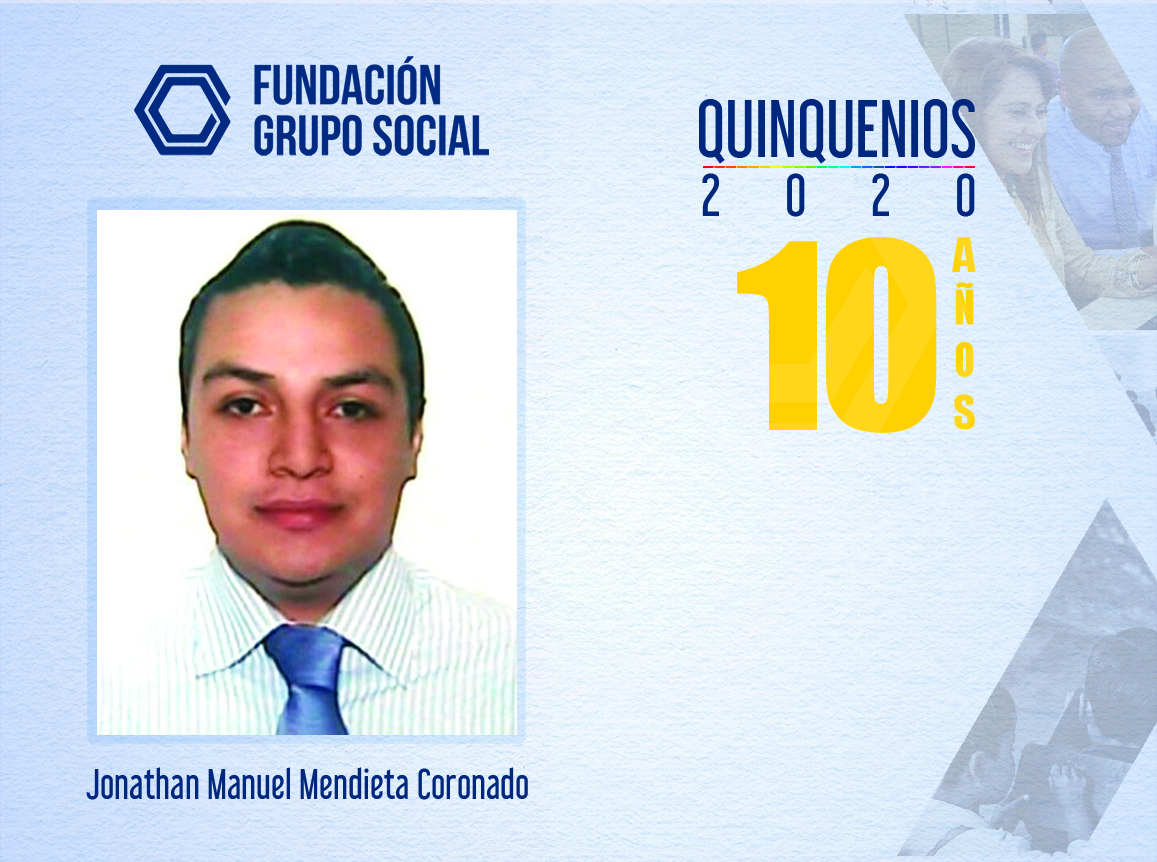 FUNDACIÓN
GRUPO SOCIAL
QUINQUENIOS
2020
10
AÑOS
Jonathan Manuel Mendieta Coronado